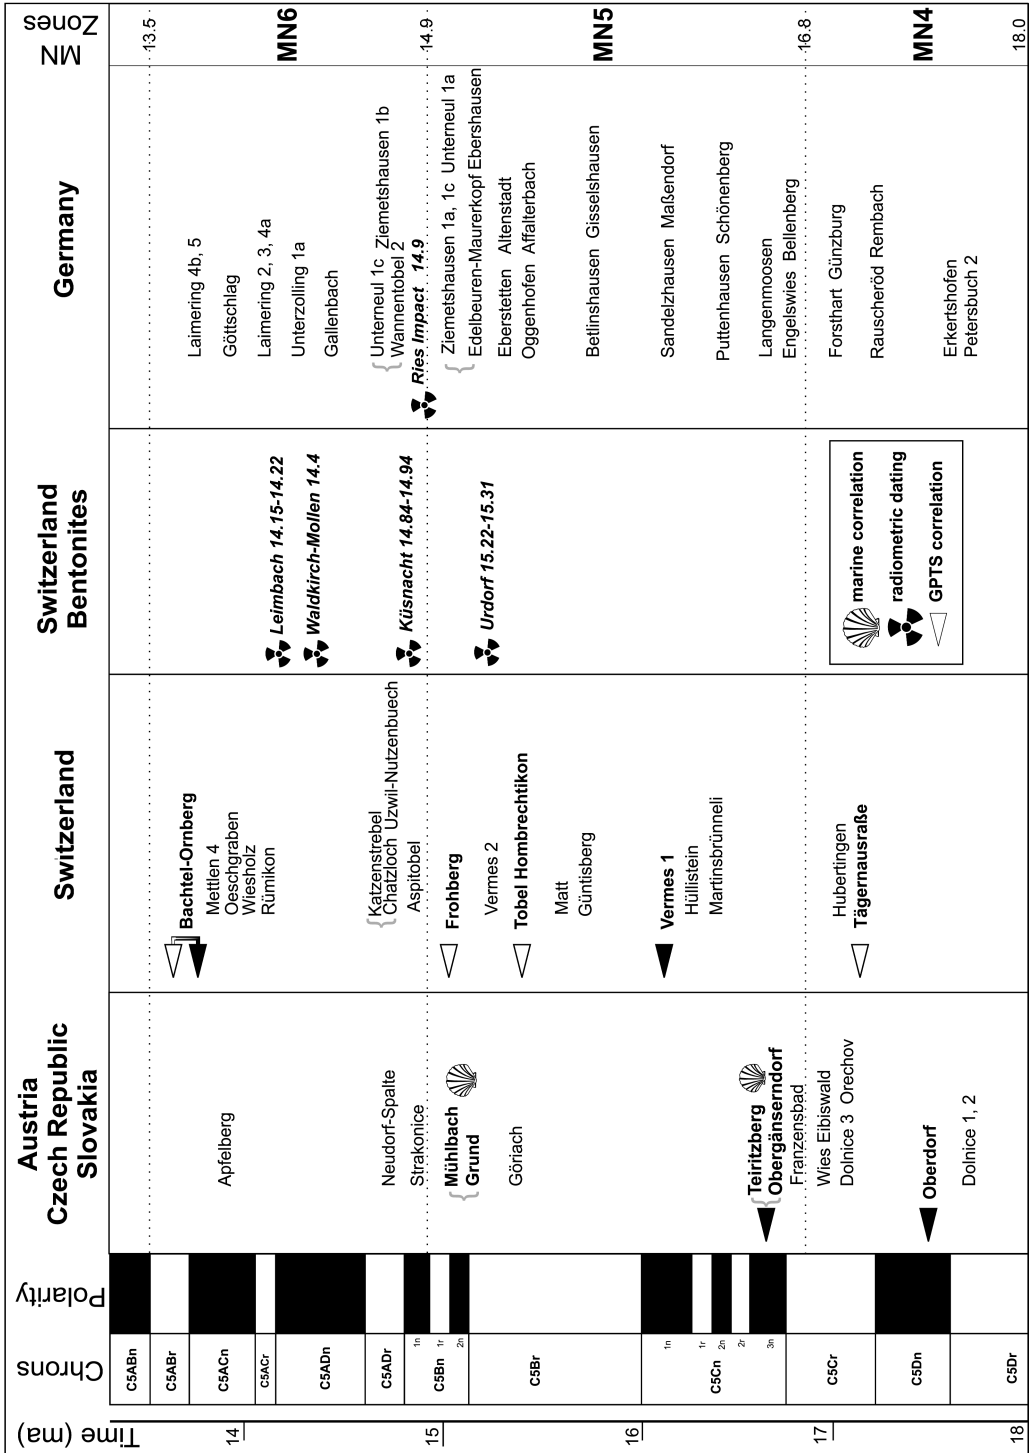 Time (ma)
14
15
16
17
18
Chrons
C5ABn
C5ABr
C5ACn
C5ACr
C5ADn
C5ADr
C5Bn
1n
1r
2n
C5Br
C5Cn
1n
1r
2n
2r
3n
C5Cr
C5Dn
C5Dr
Polarity
Austria
Czech Republic
Slovakia
Apfelberg
Neudorf-Spalte
Strakonice
Mühlbach
Grund
Göriach
Teiritzberg
Obergänserndorf
Franzensbad
Wies Eibiswald
Dolnice 3 Orechov
Oberdorf
Dolnice 1, 2
Switzerland
Bachtel-Ornberg
Mettlen 4
Oeschgraben
Wiesholz
Rümikon
Katzenstrebel
Chatzloch Uzwil-Nutzenbuech
Aspitobel
Frohberg
Vermes 2
Tobel Hombrechtikon
Matt
Güntisberg
Vermes 1
Hüllistein
Martinsbrünneli
Hubertingen
Tägernaustraße
Switzerland
Bentonites
Leimbach 14.15-14.22
Waldkirch-Mollen 14.4
Küsnacht 14.84-14.94
Urdorf 15.22-15.31
marine correlation
radiometric dating
GPTS correlation
Germany
Laimering 4b, 5
Göttschlag
Laimering 2, 3, 4a
Unterzolling 1a
Gallenbach
Unterneul 1c Ziemetshausen 1b
Wannentobel 2
Ries Impact 14.9
Ziemetshausen 1a, 1c Unterneul 1a
Edelbeuren-Maurerkopf Ebershausen
Eberstetten Altenstadt
Oggenhofen Affalterbach
Betlinshausen Gisselshausen
Sandelzhausen Maßendorf
Puttenhausen Schönenberg
Langenmoosen
Engelswies Bellenberg
Forsthart Günzburg
Rauscheröd Rembach
Erkertshofen
Petersbuch 2
MN
Zones
13.5
MN6
14.9
MN5
16.8
MN4
18.0